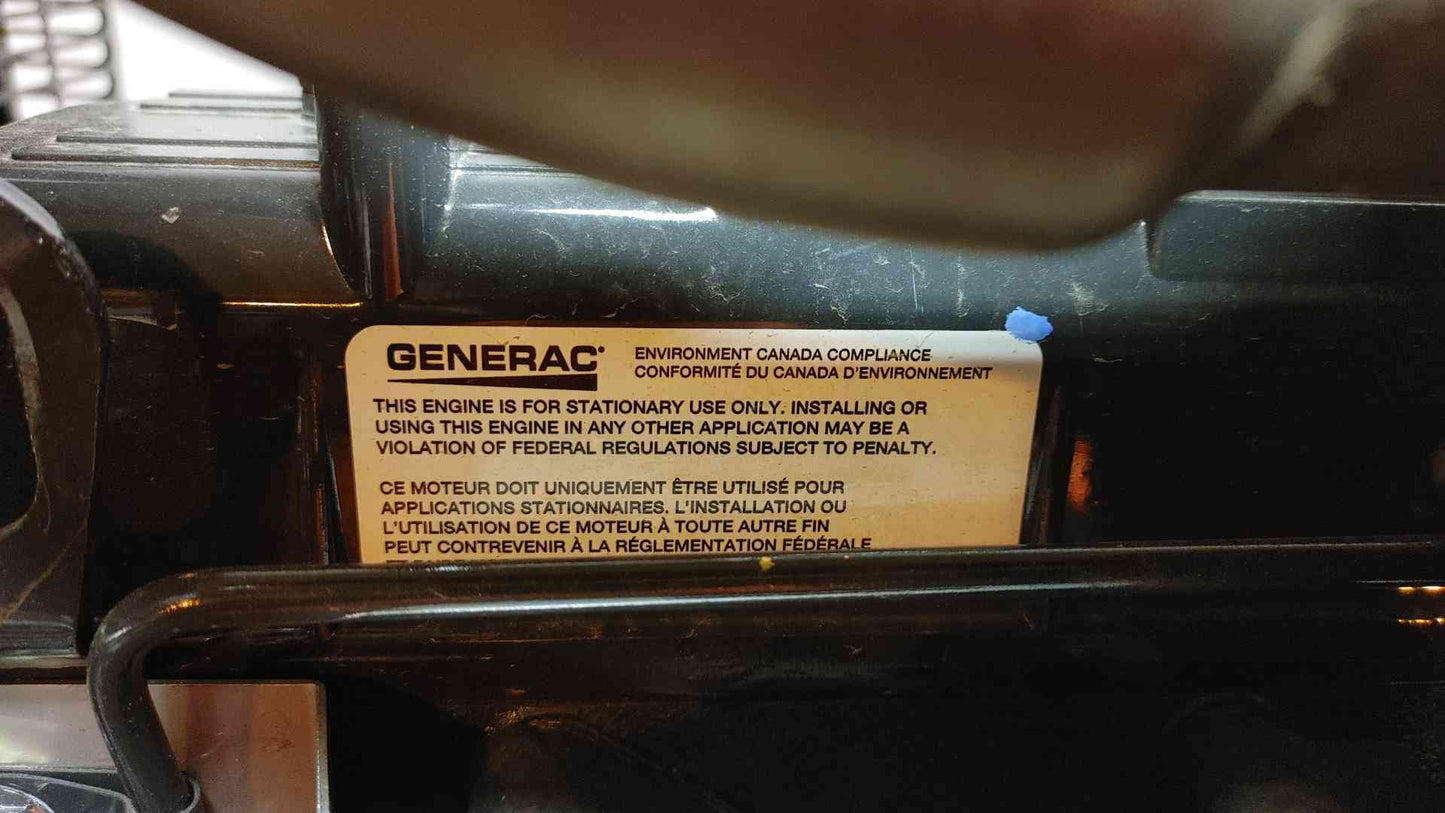 GENERAC
ENVIRONMENT CANADA COMPLIANCE
CONFORMITÉ DU CANADA D'ENVIRONNEMENT
THIS ENGINE IS FOR STATIONARY USE ONLY. INSTALLING OR
USING THIS ENGINE IN ANY OTHER APPLICATION MAY BE A
VIOLATION OF FEDERAL REGULATIONS SUBJECT TO PENALTY.
CE MOTEUR DOIT UNIQUEMENT ÊTRE UTILISÉ POUR
APPLICATIONS STATIONNAIRES. L'INSTALLATION OU
L'UTILISATION DE CE MOTEUR À TOUTE AUTRE FIN
PEUT CONTREVENIR À LA RÉGLEMENTATION FÉDÉRALE